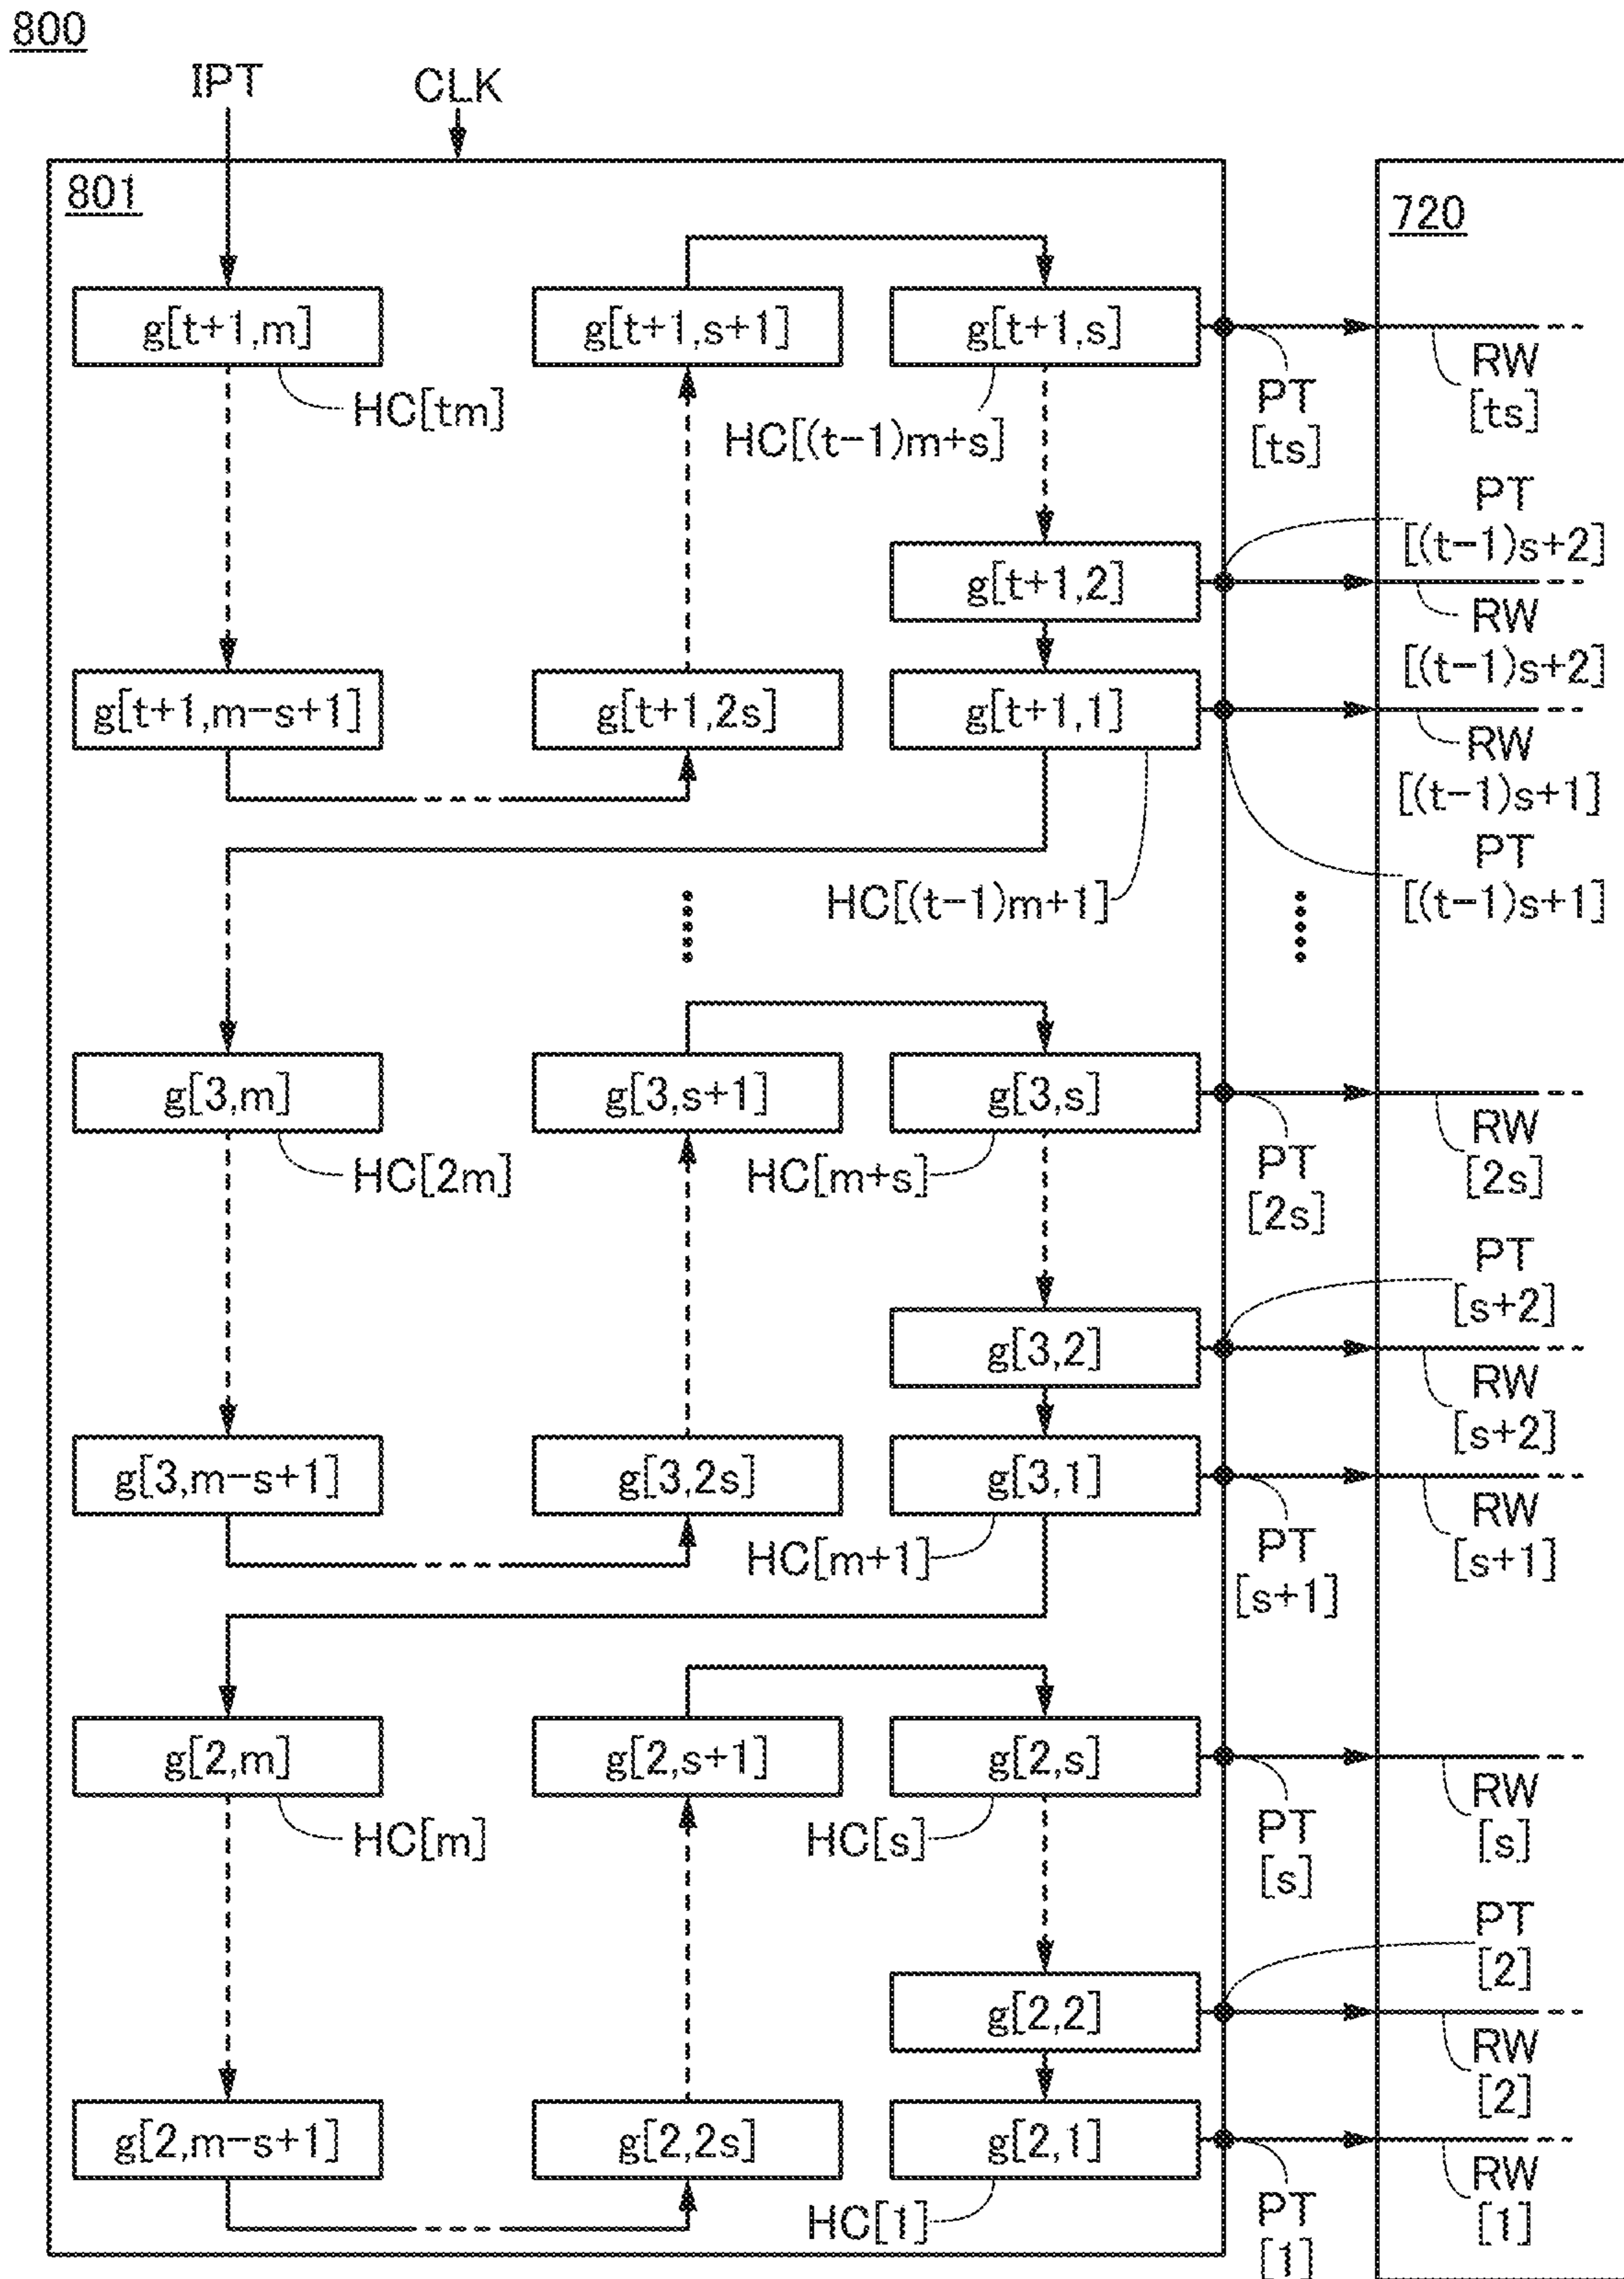 800
IPT
CLK
801
720
g[t+1,m]
g[t+1,s+1]
g[t+1,s]
HC[tm]
HC[(t-1)m+s]
PT
[ts]
RW
[ts]
PT
[(t-1)s+2]
g[t+1,2]
RW
[(t-1)s+2]
g[t+1,m-s+1]
g[t+1,2s]
g[t+1,1]
RW
[(t-1)s+1]
PT
[(t-1)s+1]
HC[(t-1)m+1]
g[3,m]
g[3,s+1]
g[3,s]
HC[2m]
HC[m+s]
PT
[2s]
RW
[2s]
PT
[s+2]
g[3,2]
RW
[s+2]
g[3,m-s+1]
g[3,2s]
g[3,1]
HC[m+1]
PT
[s+1]
RW
[s+1]
g[2,m]
g[2,s+1]
g[2,s]
HC[m]
HC[s]
PT
[s]
RW
[s]
PT
[2]
g[2,2]
RW
[2]
g[2,m-s+1]
g[2,2s]
g[2,1]
HC[1]
PT
[1]
RW
[1]